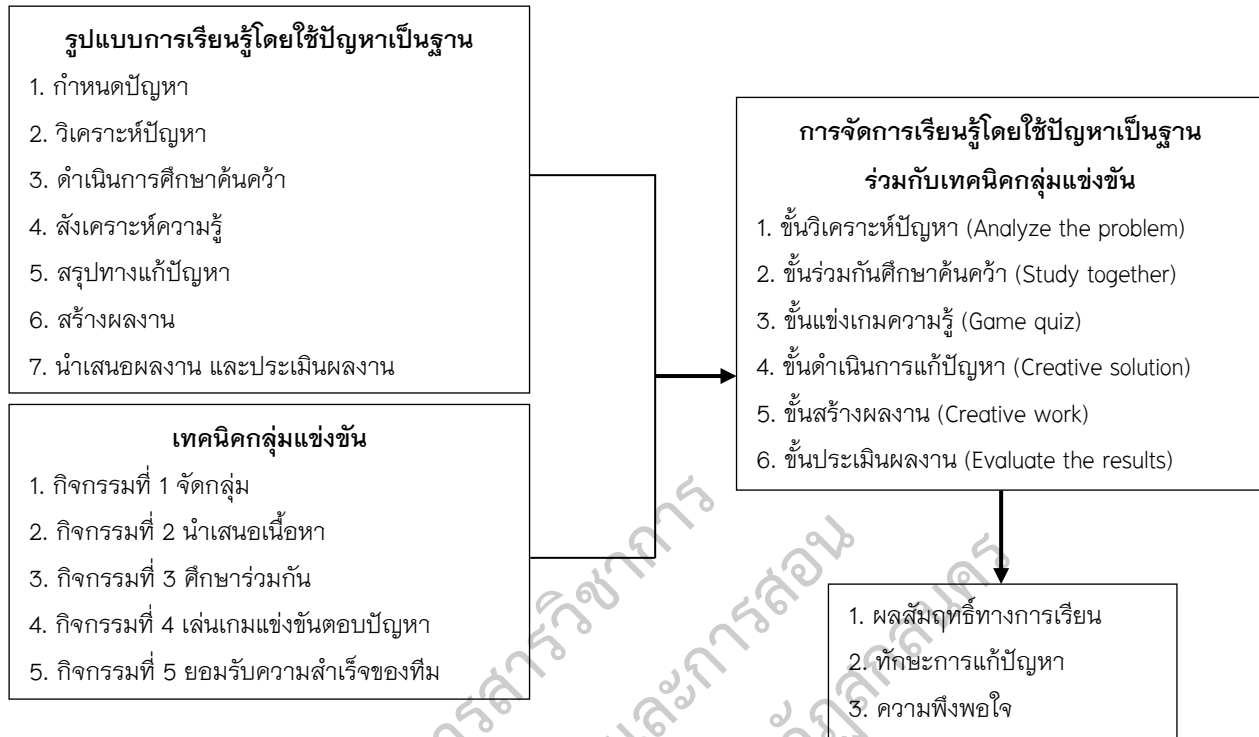 รูปแบบการเรียนรู้โดยใช้ปัญหาเป็นฐาน
1. กำหนดปัญหา
2. วิเคราะห์ปัญหา
3. ดำเนินการศึกษาค้นคว้า
4. สังเคราะห์ความรู้
5. สรุปทางแก้ปัญหา
6. สร้างผลงาน
7. นำเสนอผลงาน และประเมินผลงาน
เทคนิคกลุ่มแข่งขัน
1. กิจกรรมที่ 1 จัดกลุ่ม
2. กิจกรรมที่ 2 นำเสนอเนื้อหา
3. กิจกรรมที่ 3 ศึกษาร่วมกัน
4. กิจกรรมที่ 4 เล่นเกมแข่งขันตอบปัญหา
5. กิจกรรมที่ 5 ยอมรับความสำเร็จของทีม
การจัดการเรียนรู้โดยใช้ปัญหาเป็นฐาน
ร่วมกับเทคนิคกลุ่มแข่งขัน
1. ขั้นวิเคราะห์ปัญหา (Analyze the problem)
2. ขั้นร่วมกันศึกษาค้นคว้า (Study together)
3. ขั้นแข่งเกมความรู้ (Game quiz)
4. ขั้นดำเนินการแก้ปัญหา (Creative solution)
5. ขั้นสร้างผลงาน (Creative work)
6. ขั้นประเมินผลงาน (Evaluate the results)
1. ผลสัมฤทธิ์ทางการเรียน
2. ทักษะการแก้ปัญหา
3. ความพึงพอใจ